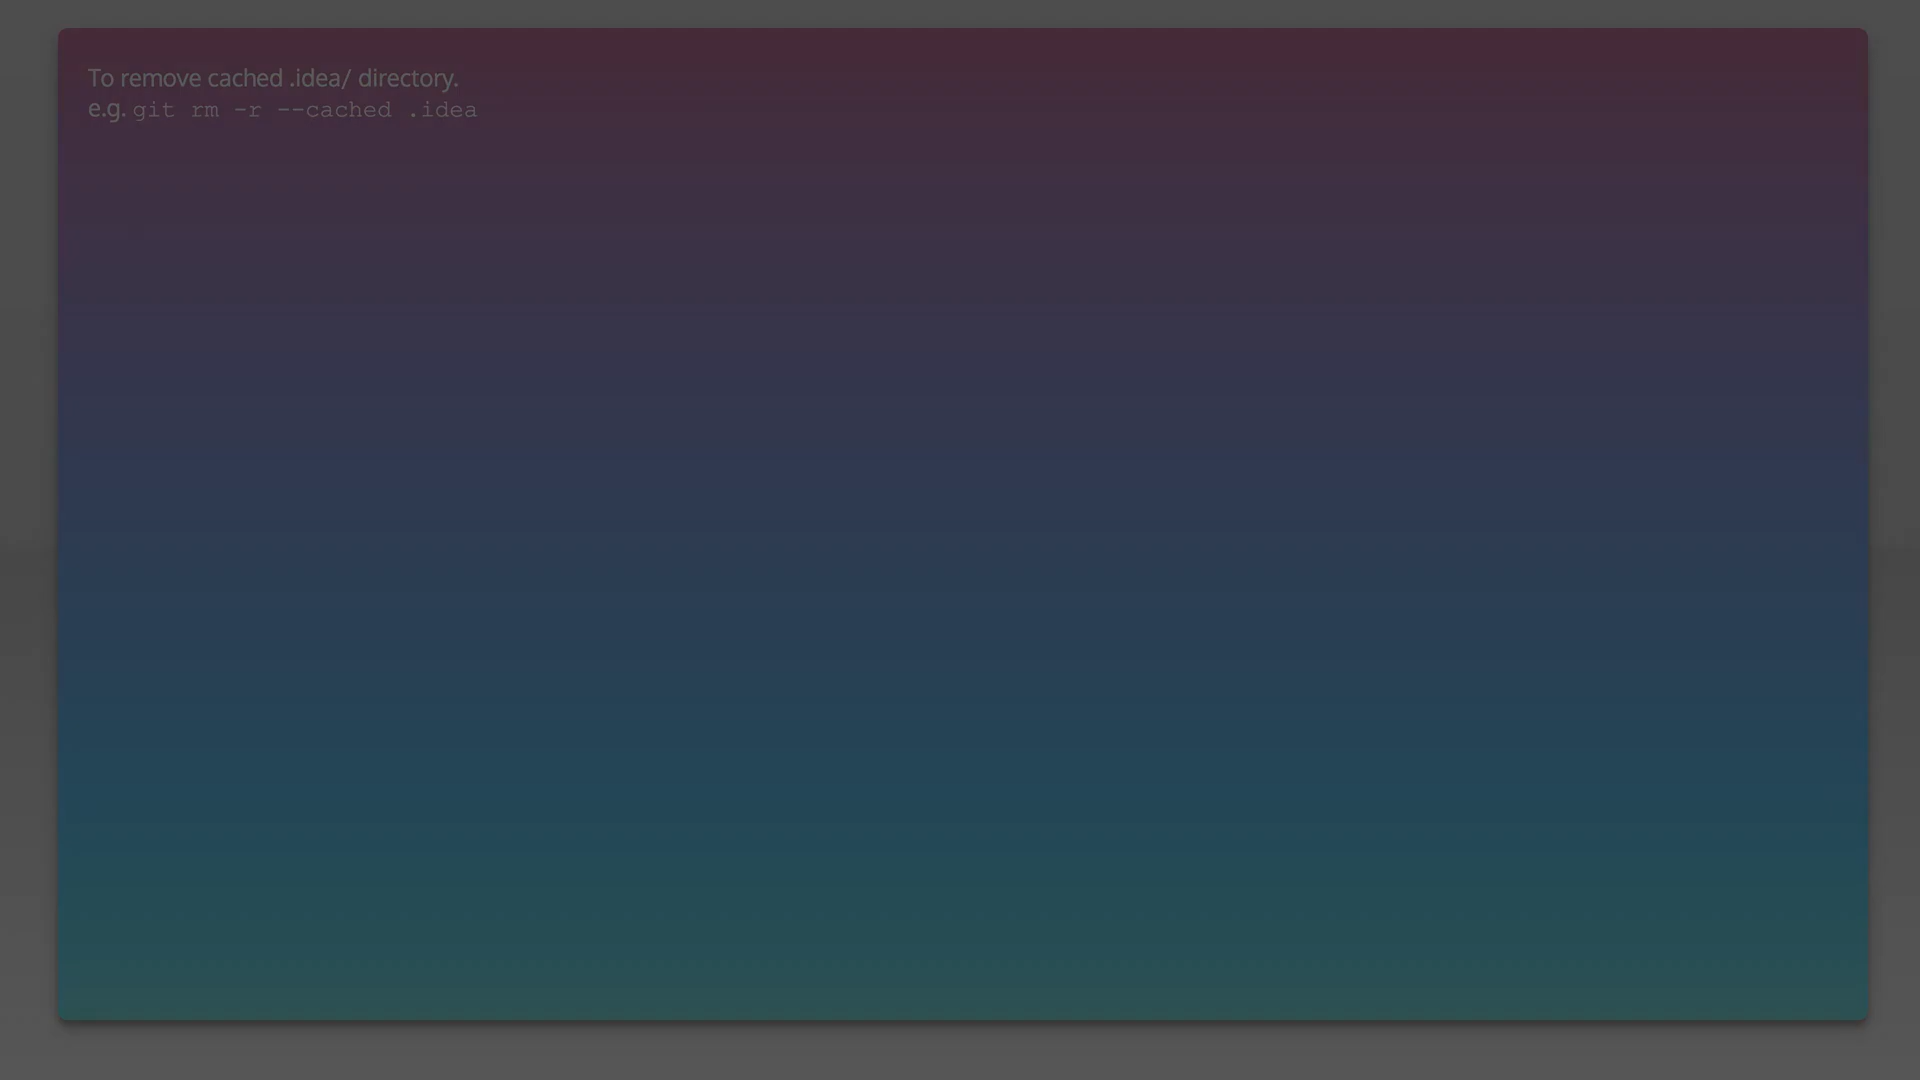 To remove cached .idea/ directory.
e.g. git rm -r --cached .idea